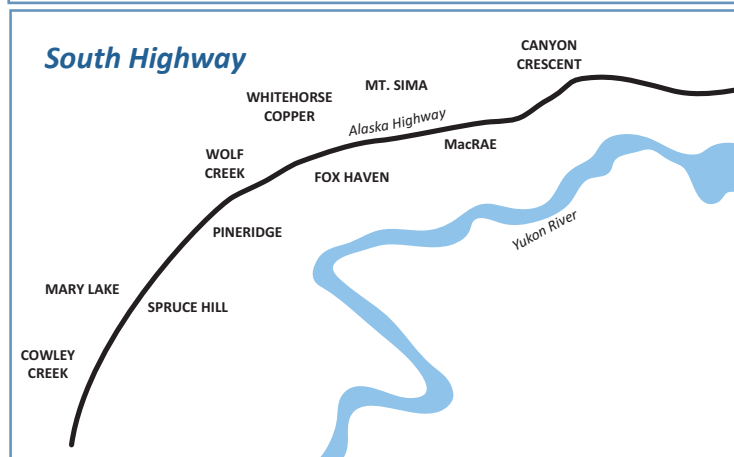 South Highway
CANYON
CRESCENT
MT. SIMA
WHITEHORSE
COPPER
Alaska Highway
MacRAE
WOLF
CREEK
FOX HAVEN
PINERIDGE
Yukon River
MARY LAKE
SPRUCE HILL
COWLEY
CREEK